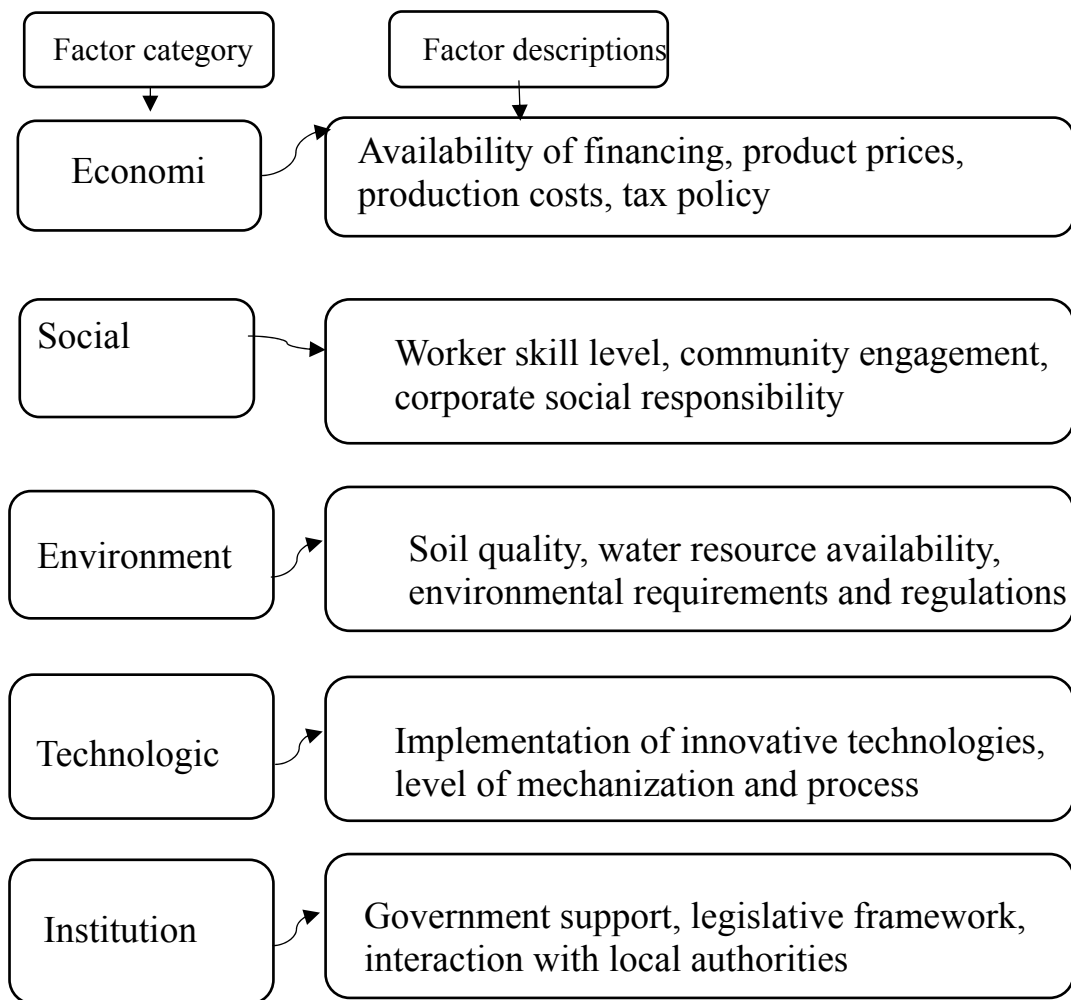 Factor category
Factor descriptions
Economi
Availability of financing, product prices,
production costs, tax policy
Social
Worker skill level, community engagement,
corporate social responsibility
Environment
Soil quality, water resource availability,
environmental requirements and regulations
Technologic
Implementation of innovative technologies,
level of mechanization and process
Institution
Government support, legislative framework,
interaction with local authorities